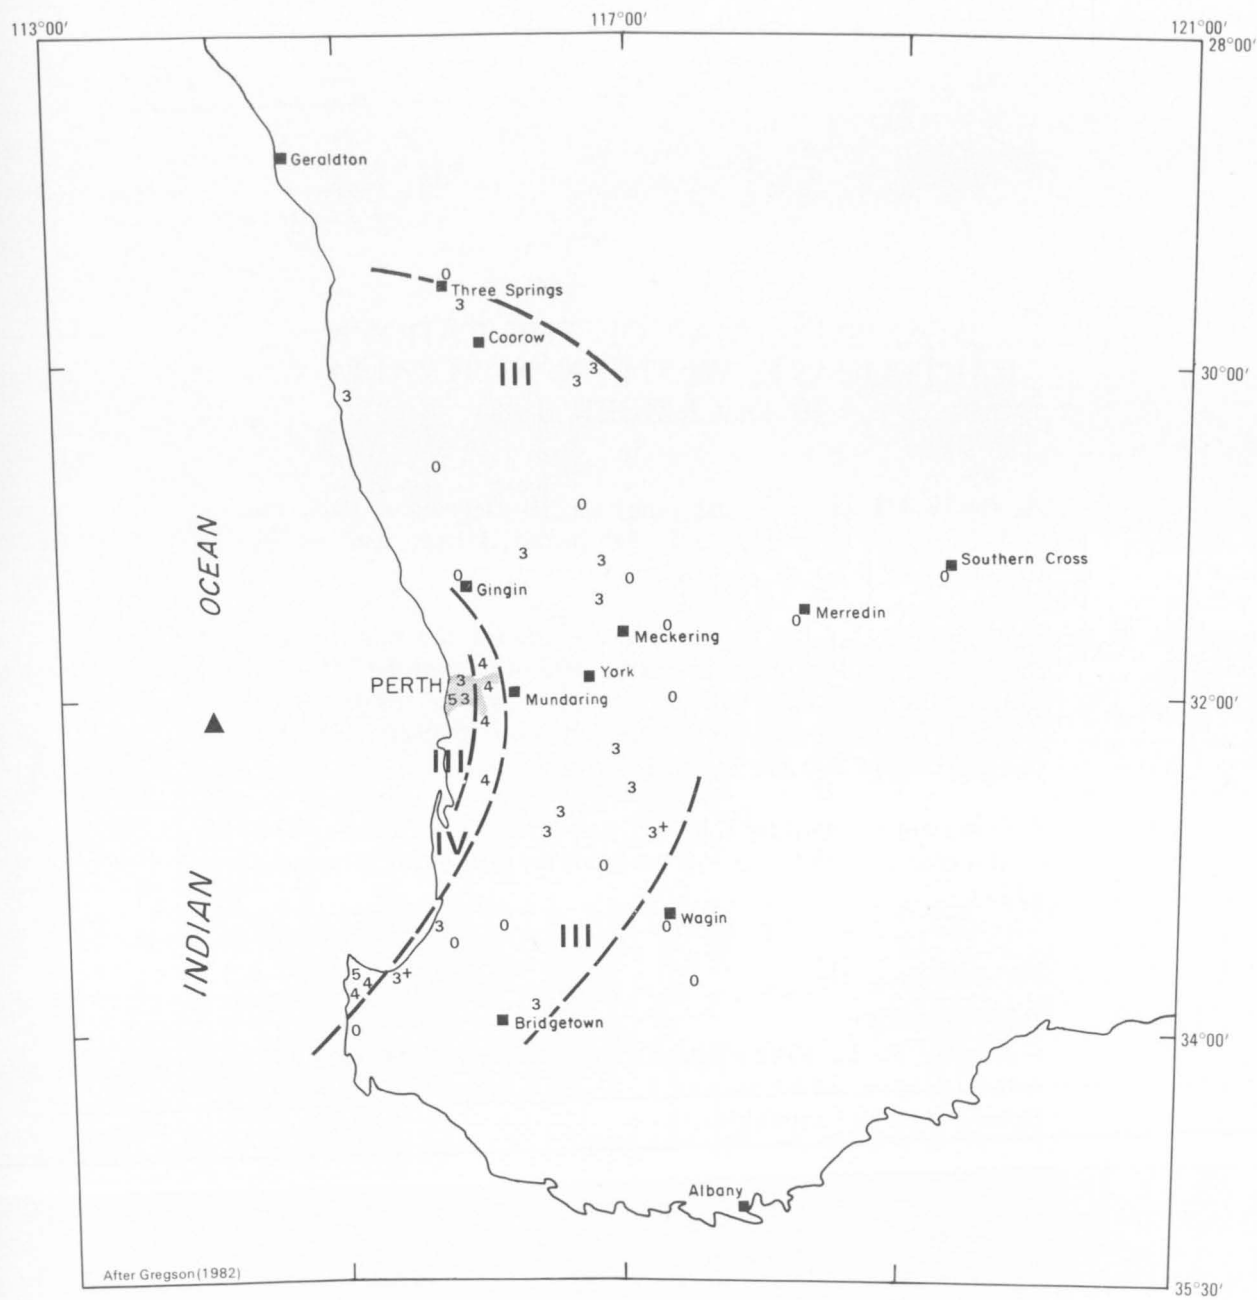 113°00′ 117°00′ 121°00′
28°00′
Geraldton
0
Three Springs
3
Coorow
III
3
3
30°00′
3
0
0
3
3
0
Southern Cross
0
0
Gingin
3
Merredin
0
0
Meckering
OCEAN
4
York
PERTH
3
4
Mundaring
5 3
0
32°00′
4
3
III
4
3
3
3
3+
IV
0
INDIAN
Wagin
0
3
0
0
III
5
4
3+
4
0
3
Bridgetown
0
34°00′
Albany
After Gregson (1982)
35°30′